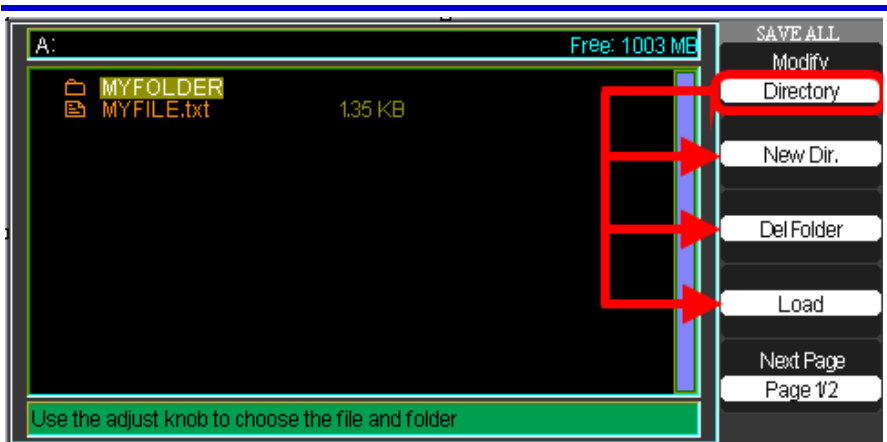 A:
Free: 1003 MB
MYFOLDER
MYFILE.txt 1.35 KB
Use the adjust knob to choose the file and folder
SAVE ALL
Modify
Directory
New Dir.
Del Folder
Load
Next Page
Page 1/2